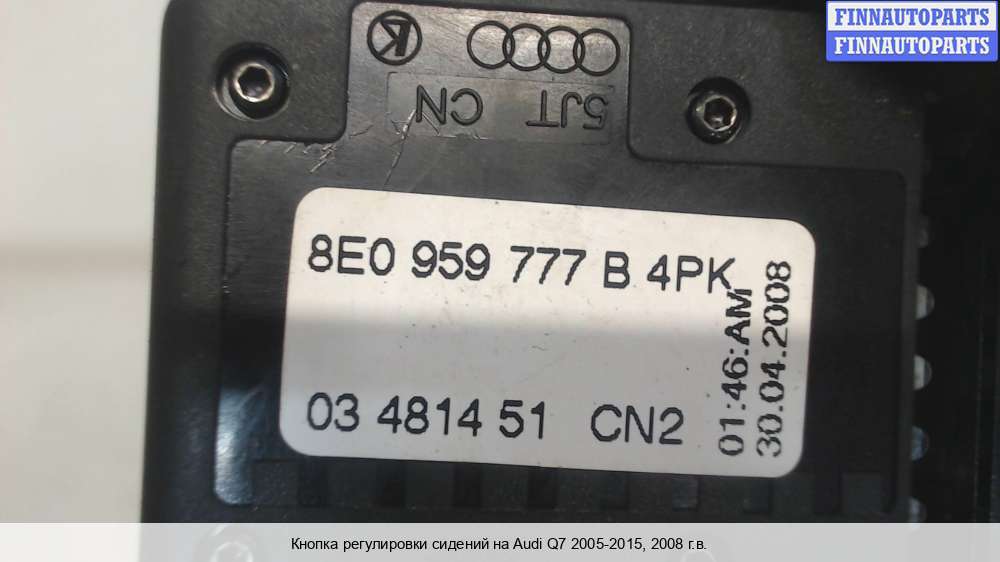 FINNAUTOPARTS
FINNAUTOPARTS
5JT CN
8E0 959 777 B 4PK
03 4814 51 CN2
01:46:AM
30.04.2008
Кнопка регулировки сидений на Audi Q7 2005-2015, 2008 г.в.